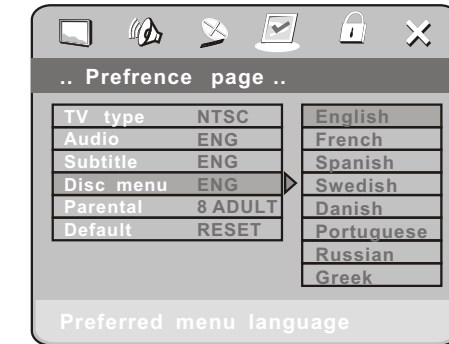 .. Prefrence page ..
TV type NTSC
Audio ENG
Subtitle ENG
Disc menu ENG
Parental 8 ADULT
Default RESET
English
French
Spanish
Swedish
Danish
Portuguese
Russian
Greek
Preferred menu language